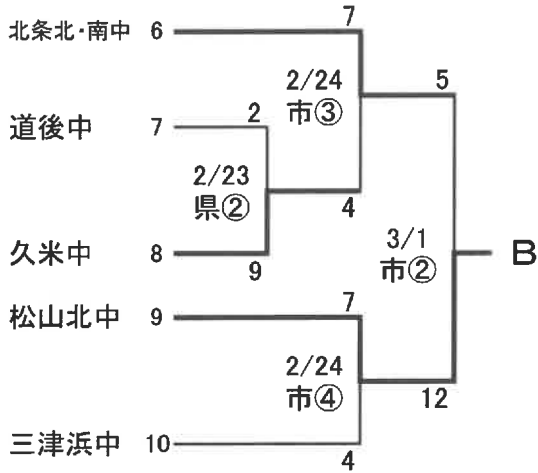 北条北・南中 6
7
2/24
市③
5
道後中 7
2
2/23
県②
4
久米中 8
9
3/1
市②
B
松山北中 9
7
2/24
市④
12
三津浜中 10
4